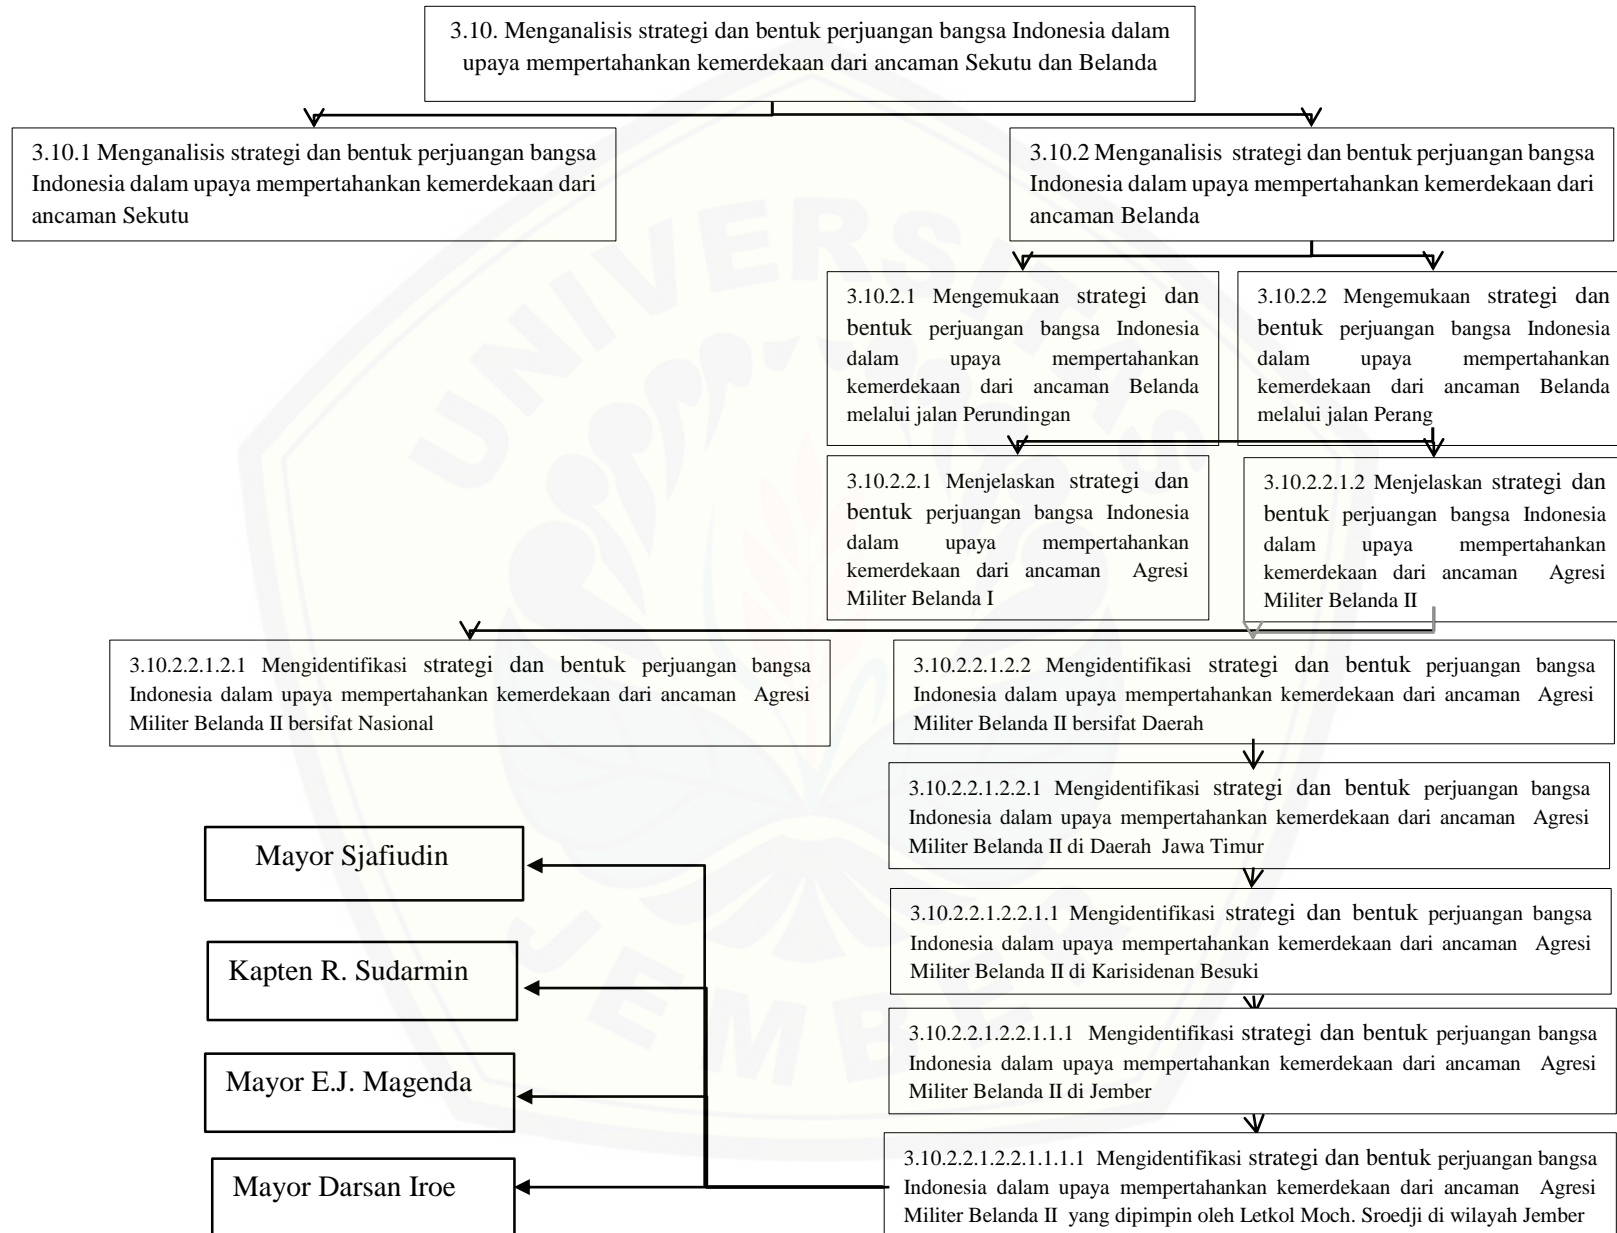 3.10. Menganalisis strategi dan bentuk perjuangan bangsa Indonesia dalam
upaya mempertahankan kemerdekaan dari ancaman Sekutu dan Belanda
3.10.1 Menganalisis strategi dan bentuk perjuangan bangsa
Indonesia dalam upaya mempertahankan kemerdekaan dari
ancaman Sekutu
3.10.2 Menganalisis strategi dan bentuk perjuangan bangsa
Indonesia dalam upaya mempertahankan kemerdekaan dari
ancaman Belanda
3.10.2.1 Mengemukaan strategi dan
bentuk perjuangan bangsa Indonesia
dalam upaya mempertahankan
kemerdekaan dari ancaman Belanda
melalui jalan Perundingan
3.10.2.2 Mengemukaan strategi dan
bentuk perjuangan bangsa Indonesia
dalam upaya mempertahankan
kemerdekaan dari ancaman Belanda
melalui jalan Perang
3.10.2.2.1 Menjelaskan strategi dan
bentuk perjuangan bangsa Indonesia
dalam upaya mempertahankan
kemerdekaan dari ancaman Agresi
Militer Belanda I
3.10.2.2.1.2 Menjelaskan strategi dan
bentuk perjuangan bangsa Indonesia
dalam upaya mempertahankan
kemerdekaan dari ancaman Agresi
Militer Belanda II
3.10.2.2.1.2.1 Mengidentifikasi strategi dan bentuk perjuangan bangsa
Indonesia dalam upaya mempertahankan kemerdekaan dari ancaman Agresi
Militer Belanda II bersifat Nasional
3.10.2.2.1.2.2 Mengidentifikasi strategi dan bentuk perjuangan bangsa
Indonesia dalam upaya mempertahankan kemerdekaan dari ancaman Agresi
Militer Belanda II bersifat Daerah
3.10.2.2.1.2.2.1 Mengidentifikasi strategi dan bentuk perjuangan bangsa
Indonesia dalam upaya mempertahankan kemerdekaan dari ancaman Agresi
Militer Belanda II di Daerah Jawa Timur
3.10.2.2.1.2.2.1.1 Mengidentifikasi strategi dan bentuk perjuangan bangsa
Indonesia dalam upaya mempertahankan kemerdekaan dari ancaman Agresi
Militer Belanda II di Karisidenan Besuki
3.10.2.2.1.2.2.1.1.1 Mengidentifikasi strategi dan bentuk perjuangan bangsa
Indonesia dalam upaya mempertahankan kemerdekaan dari ancaman Agresi
Militer Belanda II di Jember
3.10.2.2.1.2.2.1.1.1.1 Mengidentifikasi strategi dan bentuk perjuangan bangsa
Indonesia dalam upaya mempertahankan kemerdekaan dari ancaman Agresi
Militer Belanda II yang dipimpin oleh Letkol Moch. Sroedji di wilayah Jember
Mayor Sjafiudin
Kapten R. Sudarmin
Mayor E.J. Magenda
Mayor Darsan Iroe
UNIVERSITAS
JEMBER